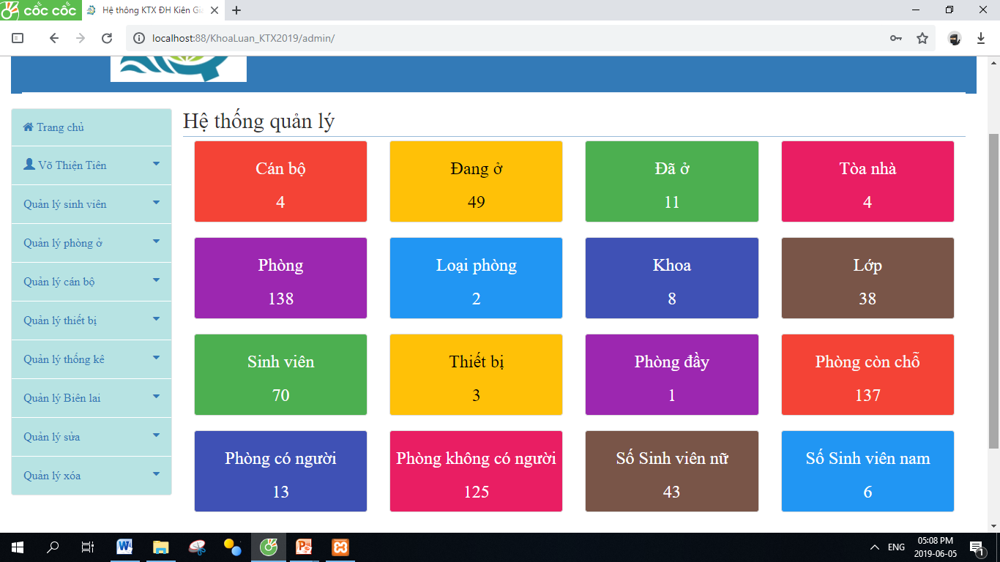 cốc cốc
Hệ thông KTX ĐH Kiên Gia
localhost:88/KhoaLuan_KTX2019/admin/
Trang chủ
Võ Thiện Tiên
Quản lý sinh viên
Quản lý phòng ở
Quản lý cán bộ
Quản lý thiết bị
Quản lý thống kê
Quản lý Biên lai
Quản lý sửa
Quản lý xóa
Hệ thống quản lý
Cán bộ
4
Đang ở
49
Đã ở
11
Tòa nhà
4
Phòng
138
Loại phòng
2
Khoa
8
Lớp
38
Sinh viên
70
Thiết bị
3
Phòng đầy
1
Phòng còn chỗ
137
Phòng có người
13
Phòng không có người
125
Số Sinh viên nữ
43
Số Sinh viên nam
6
ENG
05:08 PM
2019-06-05
1